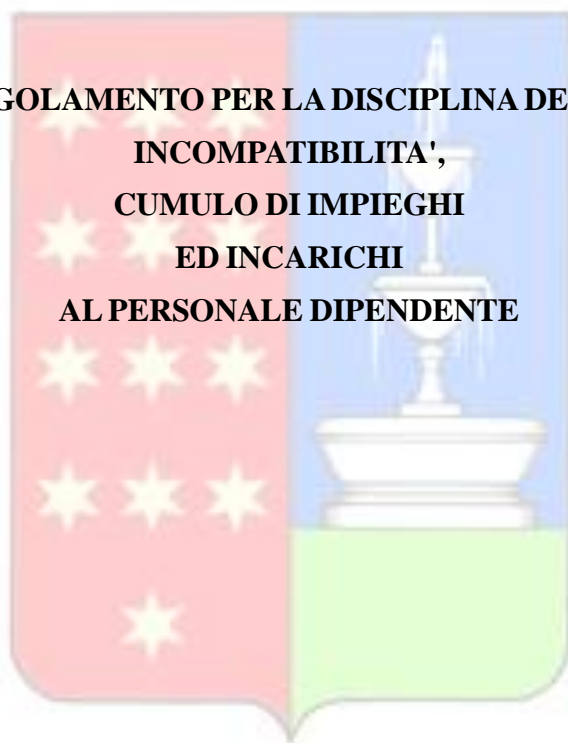 GOLAMENTO PER LA DISCIPLINA DE
INCOMPATIBILITA',
CUMULO DI IMPIEGHI
ED INCARICHI
AL PERSONALE DIPENDENTE